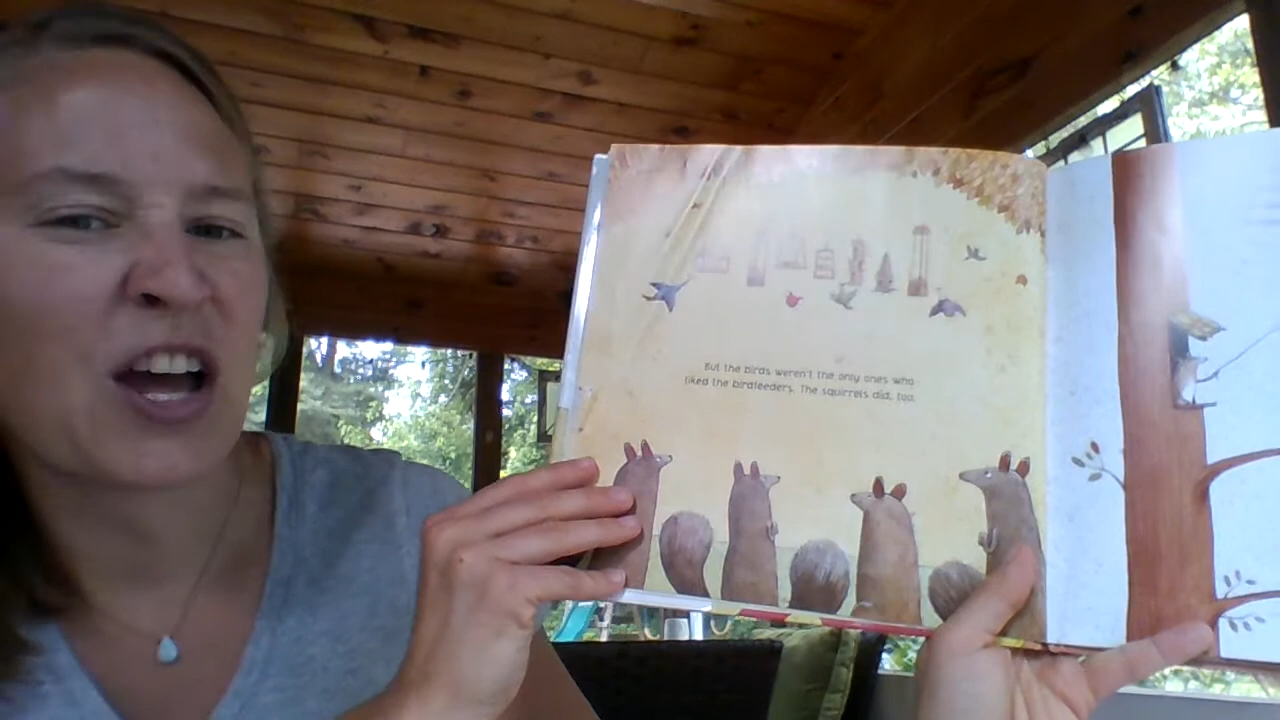 But the birds weren't the only ones who
liked the birdfeeders. The squirrels did, too.